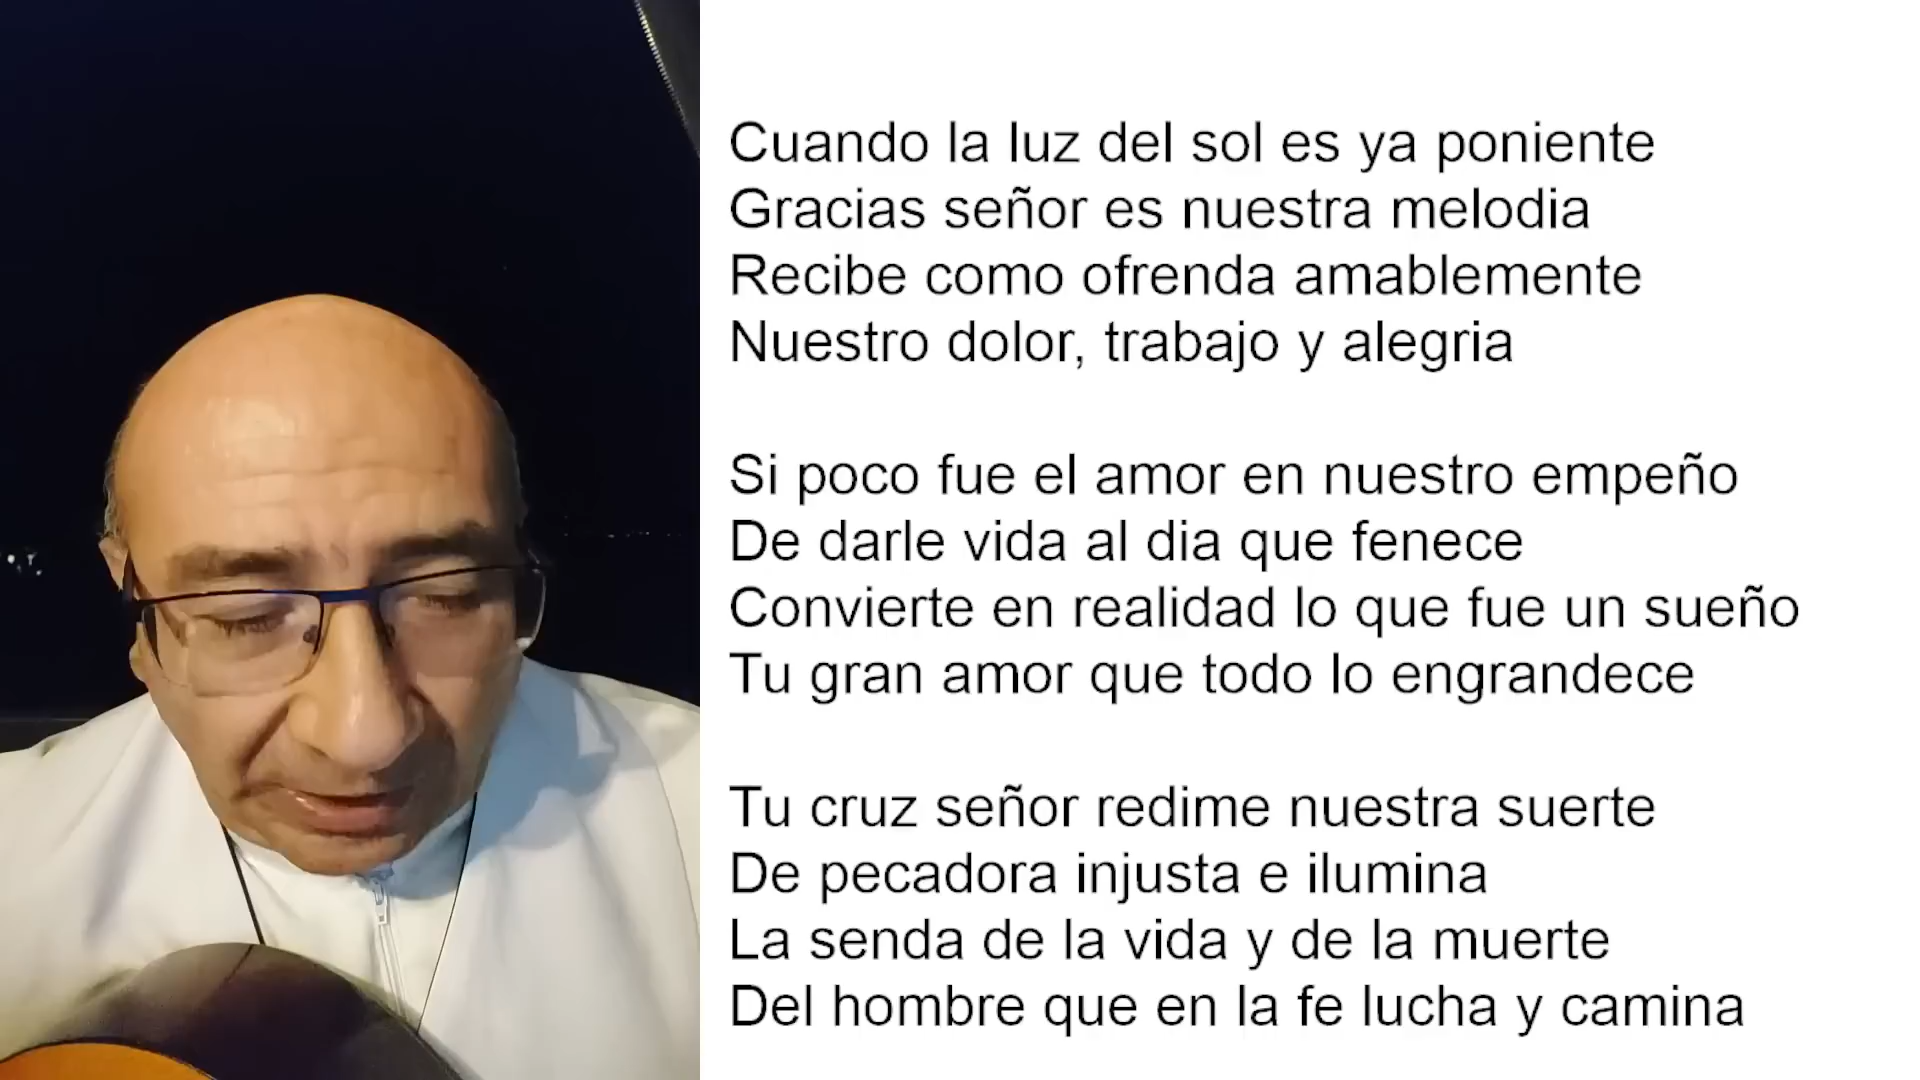 Cuando la luz del sol es ya poniente
Gracias señor es nuestra melodia
Recibe como ofrenda amablemente
Nuestro dolor, trabajo y alegria
Si poco fue el amor en nuestro empeño
De darle vida al dia que fenece
Convierte en realidad lo que fue un sueño
Tu gran amor que todo lo engrandece
Tu cruz señor redime nuestra suerte
De pecadora injusta e ilumina
La senda de la vida y de la muerte
Del hombre que en la fe lucha y camina